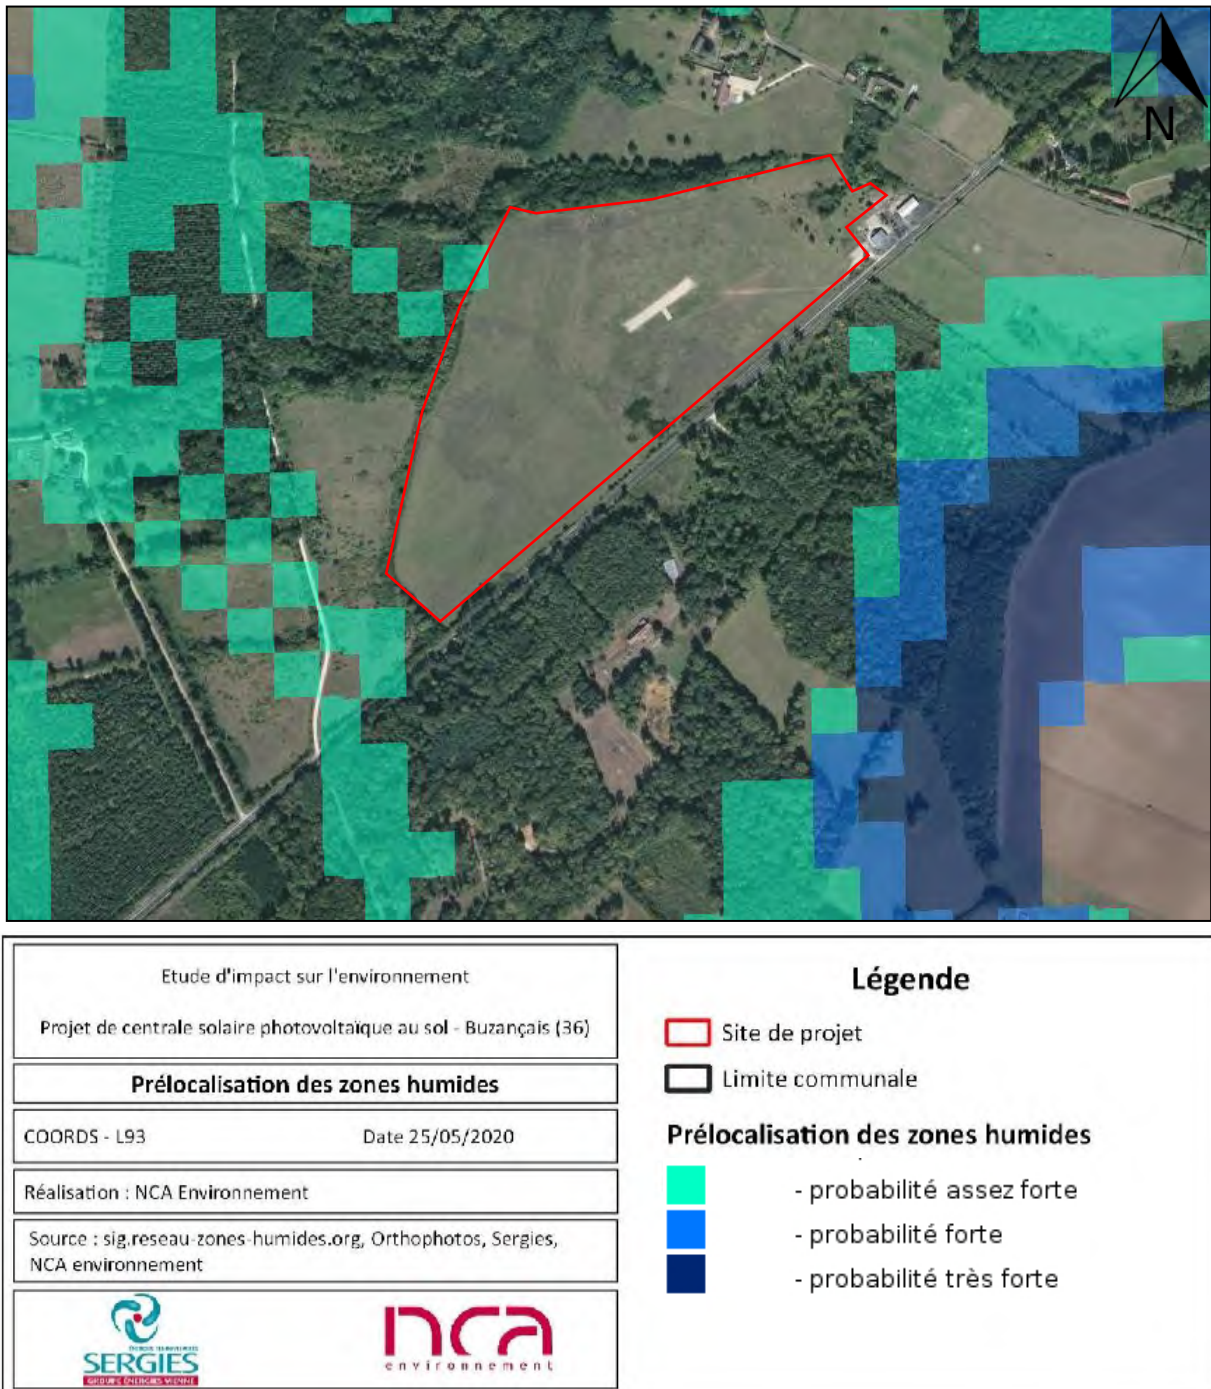 N
Etude d'impact sur l'environnement
Projet de centrale solaire photovoltaïque au sol - Buzançais (36)
Prélocalisation des zones humides
COORDS - L93 Date 25/05/2020
Réalisation : NCA Environnement
Source : sig.reseau-zones-humides.org, Orthophotos, Sergies,
NCA environnement
SERGIES
GROUPE ÉNERGIES VIENNE
nca
environnement
Légende
Site de projet
Limite communale
Prélocalisation des zones humides
- probabilité assez forte
- probabilité forte
- probabilité très forte